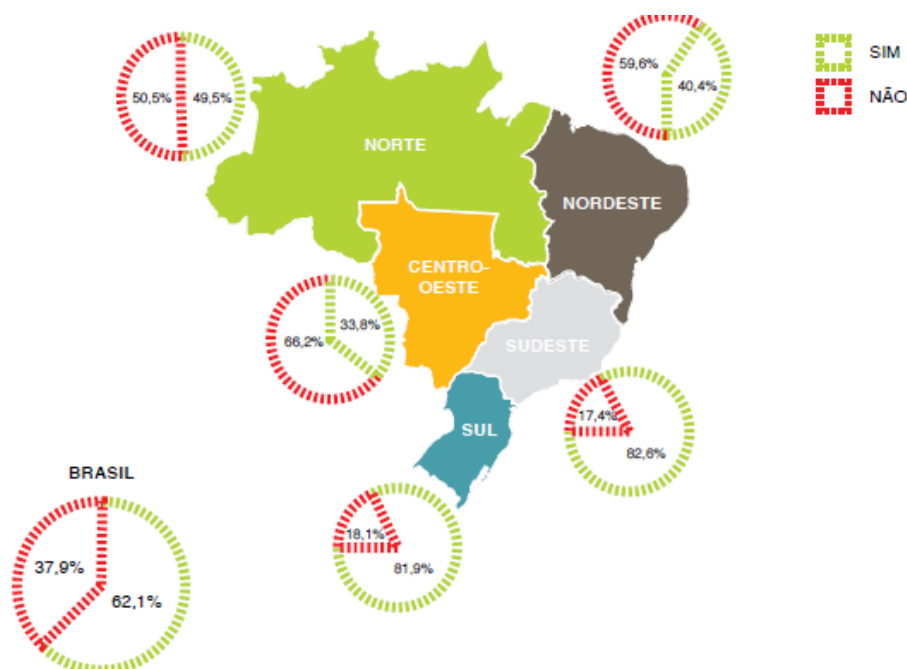 SIM
NÃO
59,6%
40,4%
50,5%
49,5%
NORTE
NORDESTE
CENTRO-
OESTE
33,8%
66,2%
SUDESTE
17,4%
82,6%
SUL
BRASIL
18,1%
81,9%
37,9%
62,1%